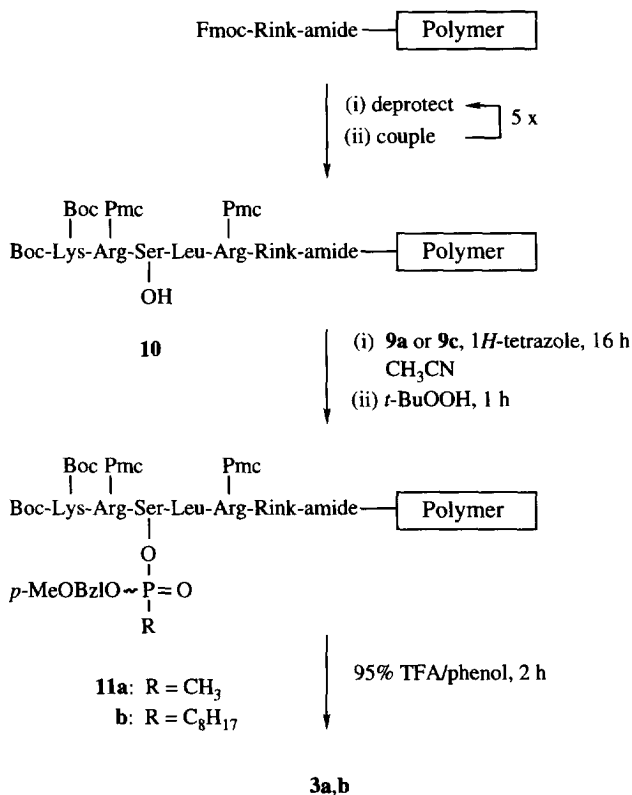 Fmoc-Rink-amide Polymer
(i) deprotect
(ii) couple
5 x
Boc Pmc Pmc
Boc-Lys-Arg-Ser-Leu-Arg-Rink-amide Polymer
OH
10
(i) 9a or 9c, 1H-tetrazole, 16 h
CH3CN
(ii) t-BuOOH, 1 h
Boc Pmc Pmc
Boc-Lys-Arg-Ser-Leu-Arg-Rink-amide Polymer
O
p-MeOBzlO~P=O
R
11a: R = CH3
b: R = C8H17
95% TFA/phenol, 2 h
3a,b